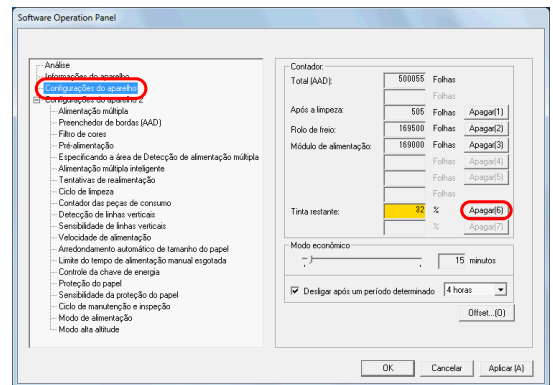 Software Operation Panel
Análise
Informações do aparelho
Configurações do aparelho
Configurações do aparelho 2
Alimentação múltipla
Preenchedor de bordas (AAD)
Filtro de cores
Pré-alimentação
Especificando a área de Detecção de alimentação múltipla
Alimentação múltipla inteligente
Tentativas de realimentação
Ciclo de limpeza
Contador das peças de consumo
Detecção de linhas verticais
Sensibilidade de linhas verticais
Velocidade de alimentação
Arredondamento automático de tamanho do papel
Limite do tempo de alimentação manual esgotada
Controle da chave de energia
Proteção do papel
Sensibilidade da proteção do papel
Ciclo de manutenção e inspeção
Modo de alimentação
Modo alta altitude
Contador:
Total (AAD): 500055 Folhas
Folhas
Após a limpeza: 505 Folhas Apagar(1)
Rolo de freio: 169500 Folhas Apagar(2)
Módulo de alimentação: 169000 Folhas Apagar(3)
Folhas Apagar(4)
Folhas Apagar(5)
Folhas
Tinta restante: 32 % Apagar(6)
% Apagar(7)
Modo econômico
15 minutos
Desligar após um período determinado 4 horas
Offset...(O)
OK Cancelar Aplicar (A)